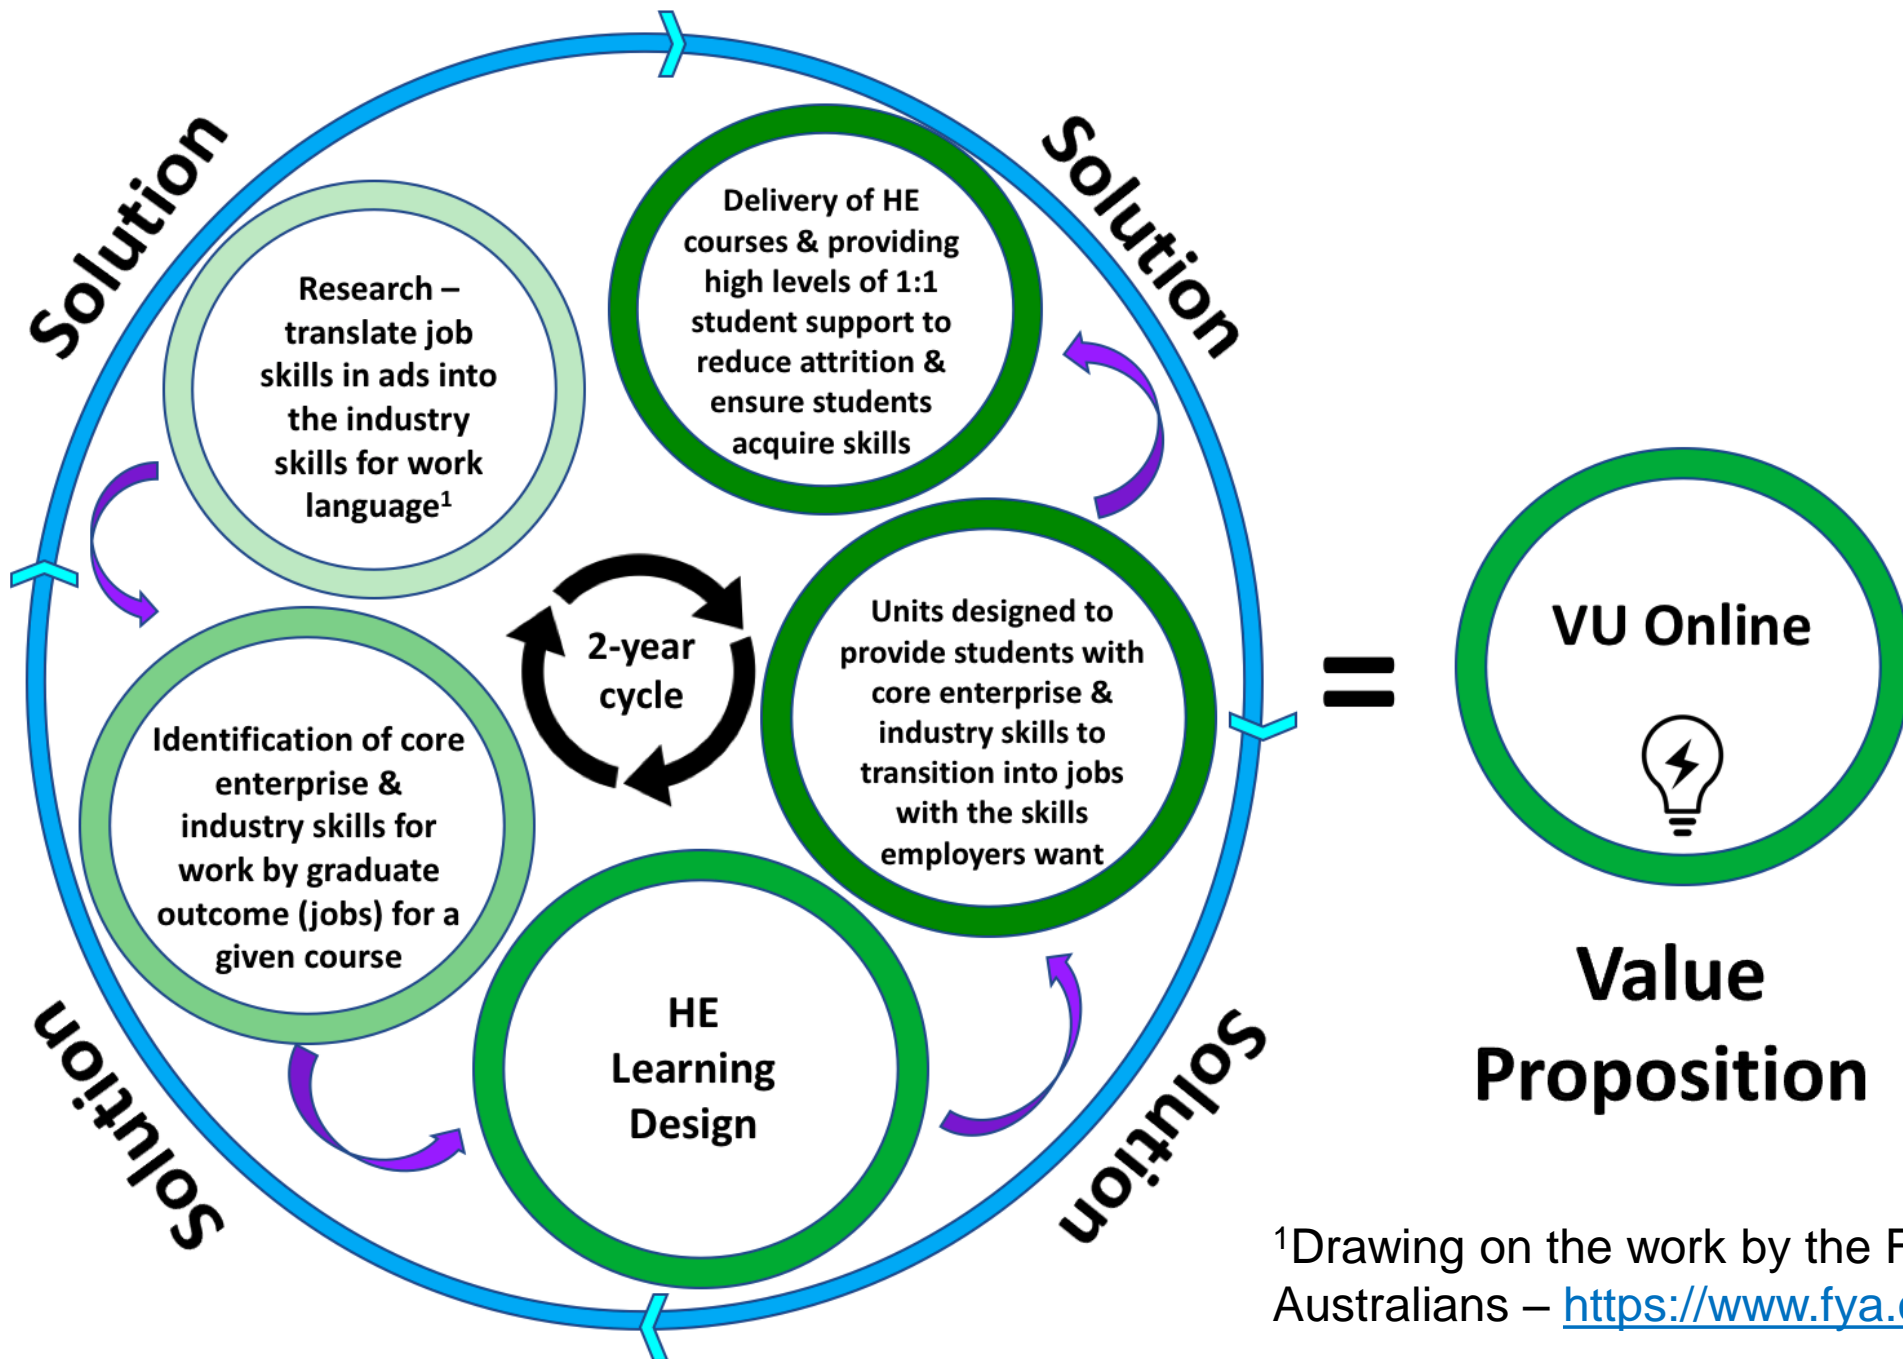 Solution
Solution
Research –
translate job
skills in ads into
the industry
skills for work
language¹
Delivery of HE
courses & providing
high levels of 1:1
student support to
reduce attrition &
ensure students
acquire skills
2-year
cycle
Identification of core
enterprise &
industry skills for
work by graduate
outcome (jobs) for a
given course
Units designed to
provide students with
core enterprise &
industry skills to
transition into jobs
with the skills
employers want
HE
Learning
Design
Solution
Solution
=
VU Online
Value
Proposition
¹Drawing on the work by the
Australians – https://www.fya.